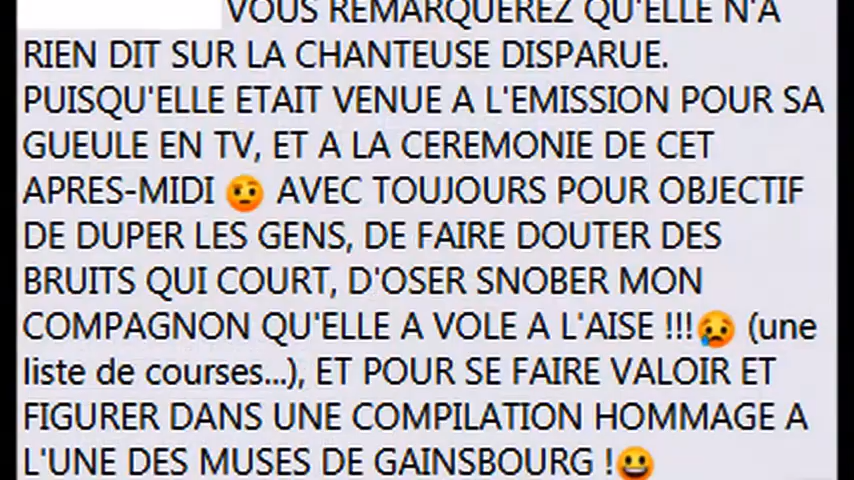 VOUS REMARQUEREZ QU'ELLE N'A
RIEN DIT SUR LA CHANTEUSE DISPARUE.
PUISQU'ELLE ETAIT VENUE A L'EMISSION POUR SA
GUEULE EN TV, ET A LA CEREMONIE DE CET
APRES-MIDI 🤨 AVEC TOUJOURS POUR OBJECTIF
DE DUPER LES GENS, DE FAIRE DOUTER DES
BRUITS QUI COURT, D'OSER SNOBER MON
COMPAGNON QU'ELLE A VOLE A L'AISE !!!😢 (une
liste de courses...), ET POUR SE FAIRE VALOIR ET
FIGURER DANS UNE COMPILATION HOMMAGE A
L'UNE DES MUSES DE GAINSBOURG !😀